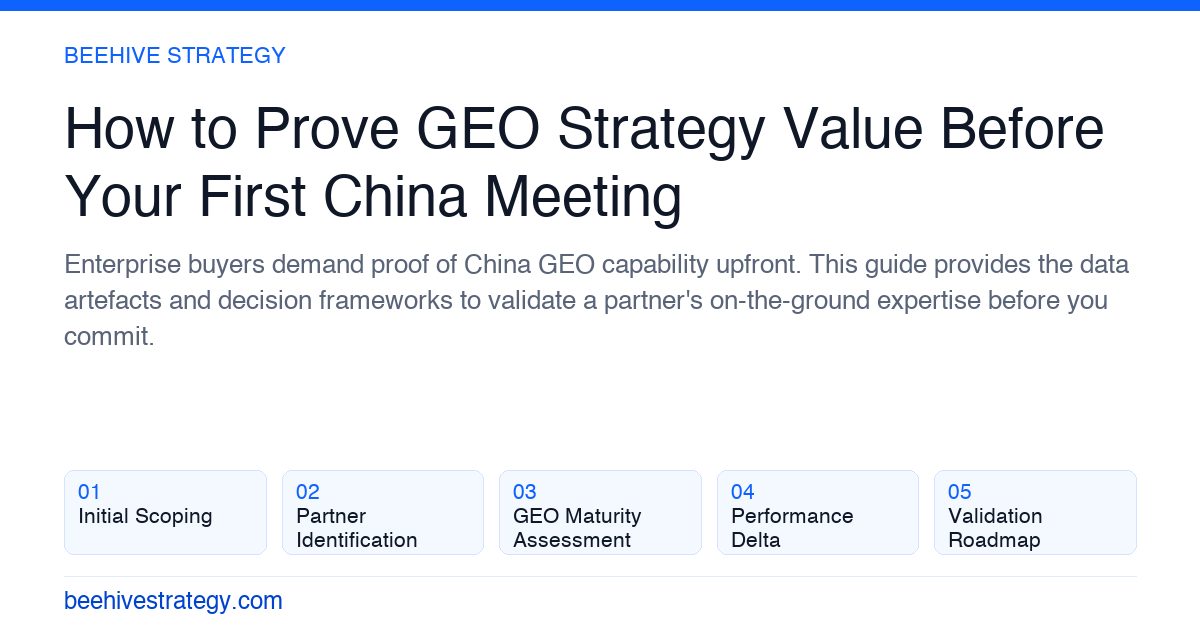 BEEHIVE STRATEGY
How to Prove GEO Strategy Value Before
Your First China Meeting
Enterprise buyers demand proof of China GEO capability upfront. This guide provides the data
artefacts and decision frameworks to validate a partner's on-the-ground expertise before you
commit.
01
Initial Scoping
02
Partner
Identification
03
GEO Maturity
Assessment
04
Performance
Delta
05
Validation
Roadmap
beehivestrategy.com